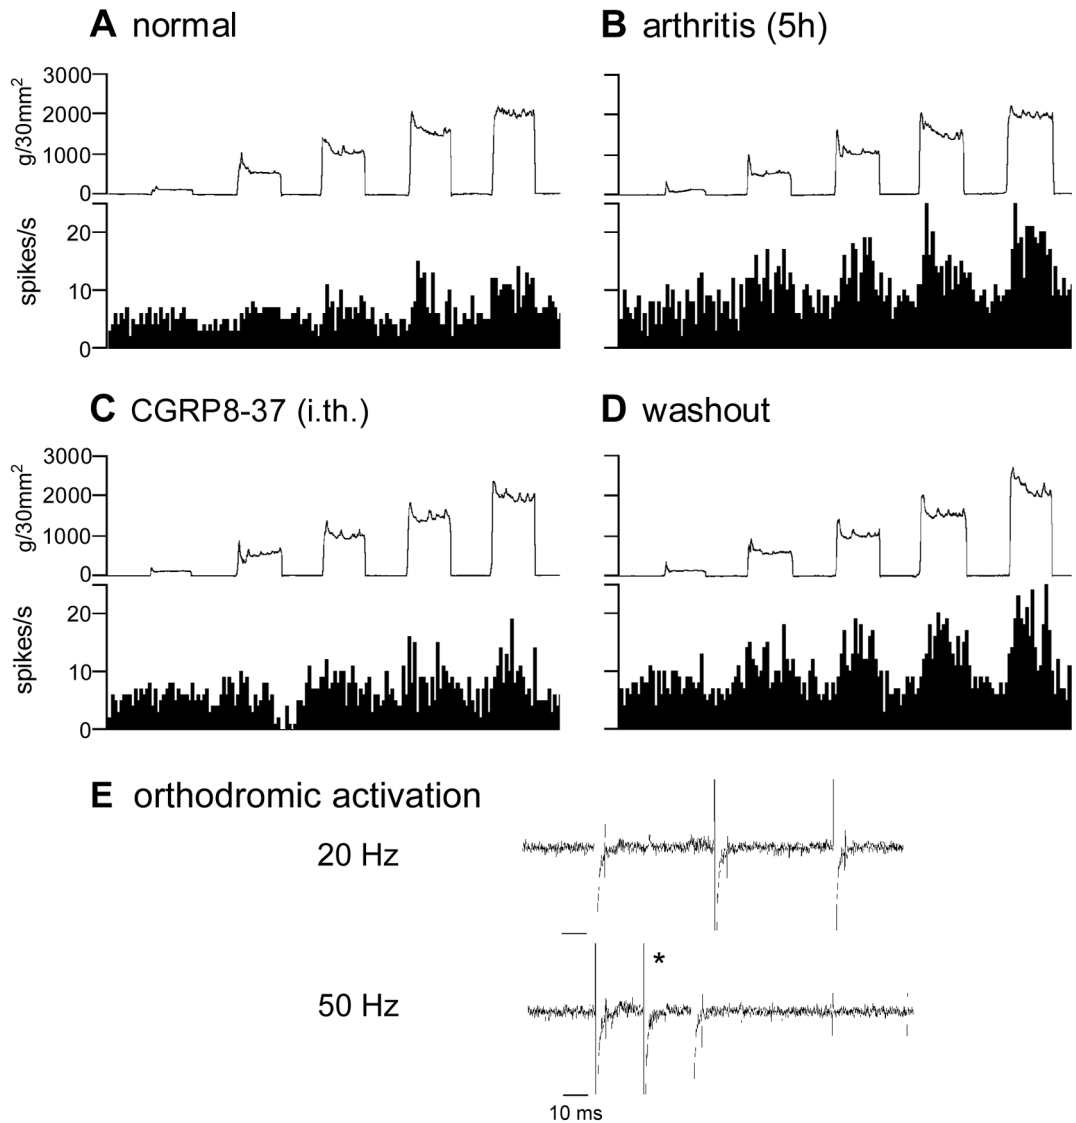 A normal
B arthritis (5h)
3000
2000
1000
0
g/30mm²
20
10
0
spikes/s
C CGRP8-37 (i.th.)
D washout
3000
2000
1000
0
g/30mm²
20
10
0
spikes/s
E orthodromic activation
20 Hz
50 Hz
*
10 ms